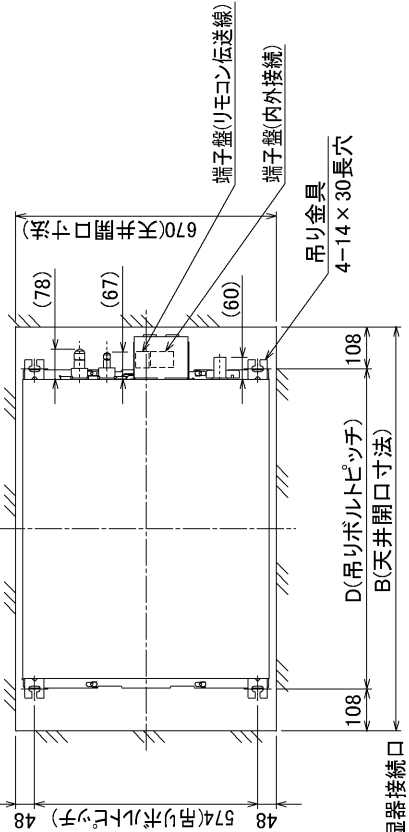 端子盤(リモコン伝送線)
端子盤(内外接続)
吊り金具
4-14×30長穴
670(天井開口寸法)
(78)
(67)
(60)
108
D(吊りボルトピッチ)
B(天井開口寸法)
108
48
574(吊りボルトピッチ)
48
器接続口